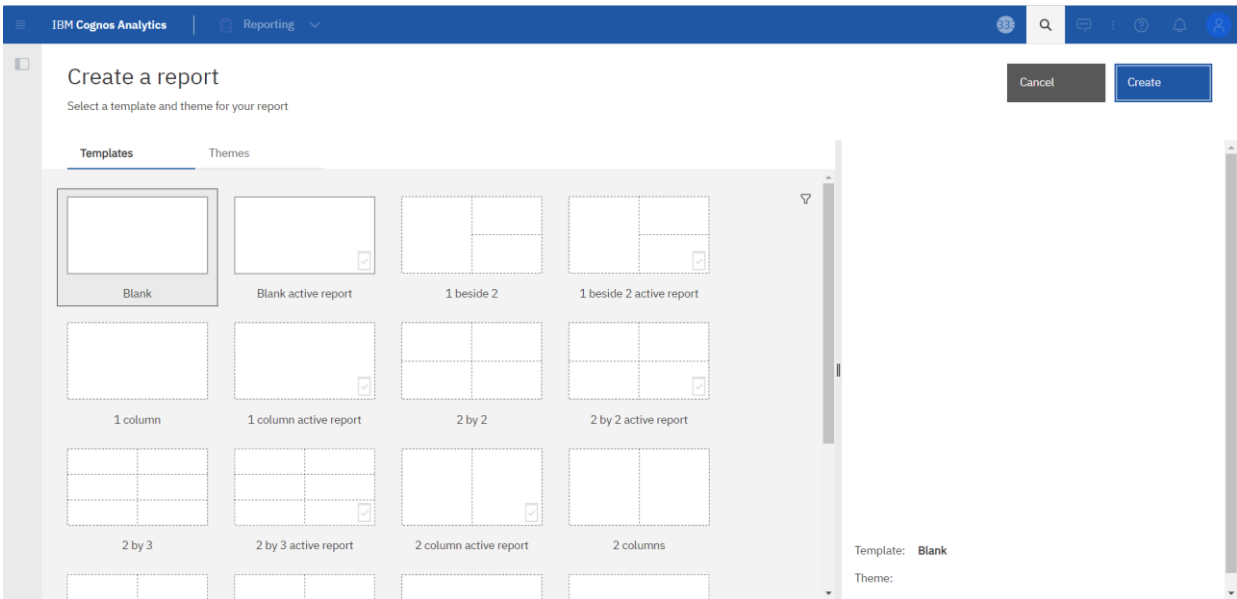 IBM Cognos Analytics
Reporting
Create a report
Select a template and theme for your report
Cancel
Create
Templates
Themes
Blank
Blank active report
1 beside 2
1 beside 2 active report
1 column
1 column active report
2 by 2
2 by 2 active report
2 by 3
2 by 3 active report
2 column active report
2 columns
Template: Blank
Theme: